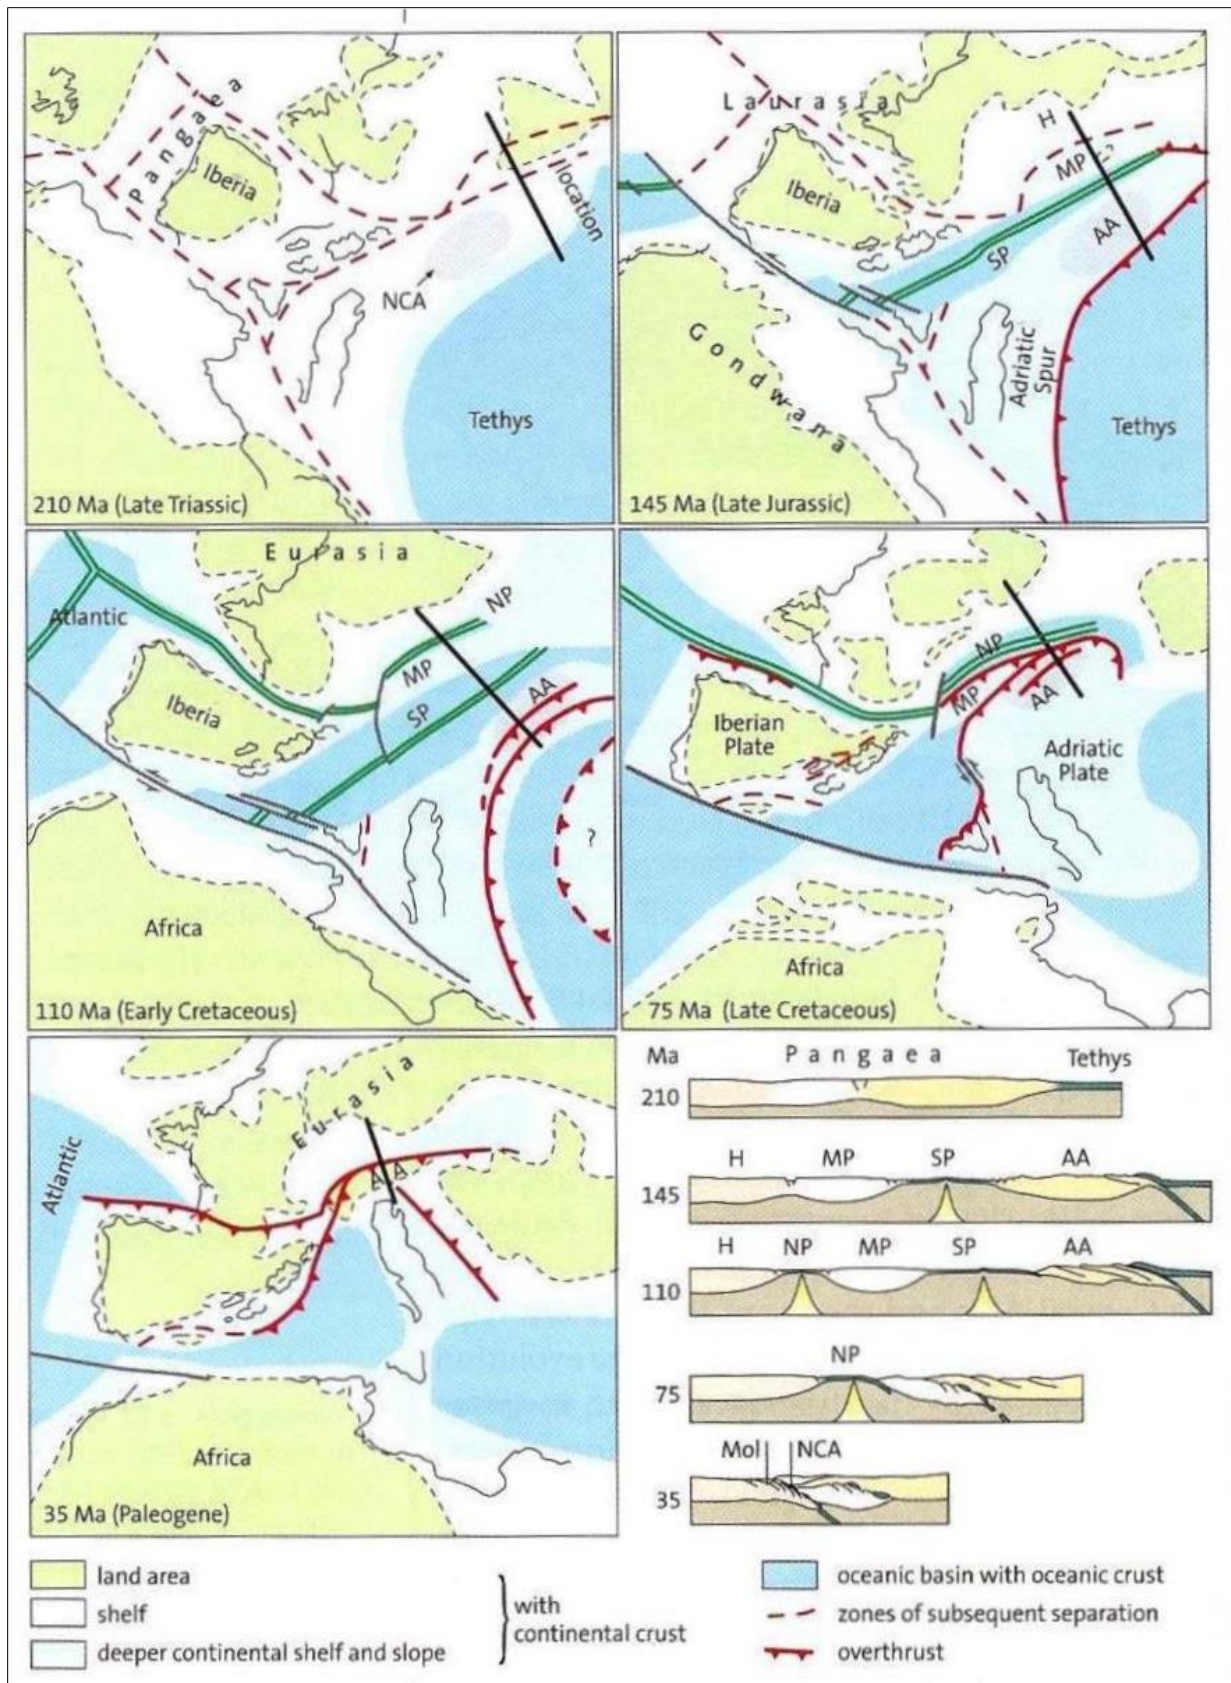 Pangaea
Iberia
location
NCA
Tethys
210 Ma (Late Triassic)
Laurasia
H
MP
Iberia
AA
SP
Gondwana
Adriatic
Spur
Tethys
145 Ma (Late Jurassic)
Eurasia
NP
Atlantic
MP
AA
Iberia
SP
?
Africa
110 Ma (Early Cretaceous)
NP
MP
AA
Iberian
Plate
Adriatic
Plate
Africa
75 Ma (Late Cretaceous)
Eurasia
Atlantic
AA
Africa
35 Ma (Paleogene)
Ma Pangaea Tethys
210
H MP SP AA
145
H NP MP SP AA
110
NP
75
Mol NCA
35
land area
shelf
deeper continental shelf and slope
with
continental crust
oceanic basin with oceanic crust
zones of subsequent separation
overthrust